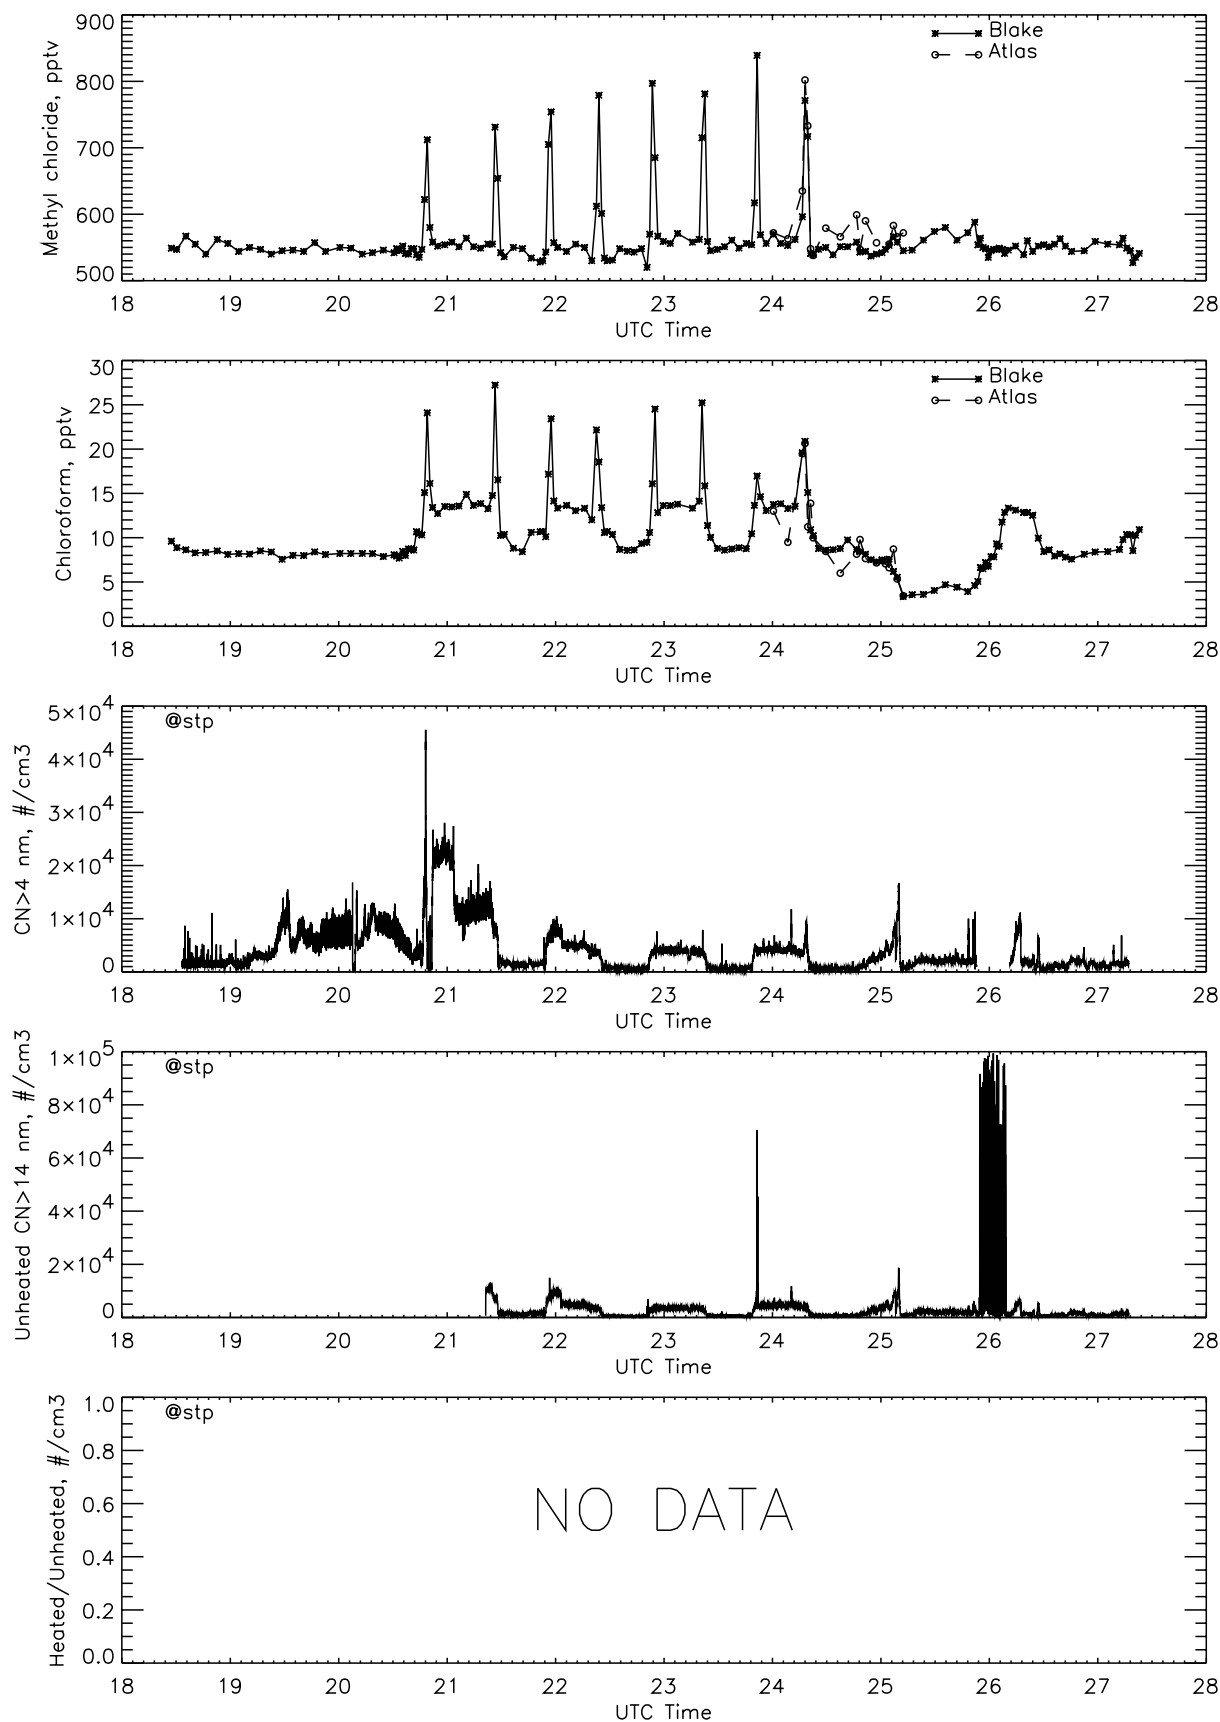 Methyl chloride, pptv
900
800
700
600
500
Blake
Atlas
18 19 20 21 22 23 24 25 26 27 28
UTC Time
Chloroform, pptv
30
25
20
15
10
5
0
Blake
Atlas
18 19 20 21 22 23 24 25 26 27 28
UTC Time
CN>4 nm, #/cm3
5×10⁴
4×10⁴
3×10⁴
2×10⁴
1×10⁴
0
@stp
18 19 20 21 22 23 24 25 26 27 28
UTC Time
Unheated CN>14 nm, #/cm3
1×10⁵
8×10⁴
6×10⁴
4×10⁴
2×10⁴
0
@stp
18 19 20 21 22 23 24 25 26 27 28
UTC Time
Heated/Unheated, #/cm3
1.0
0.8
0.6
0.4
0.2
0.0
@stp
NO DATA
18 19 20 21 22 23 24 25 26 27 28
UTC Time